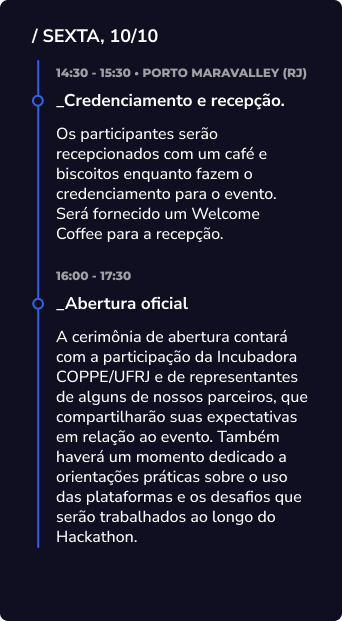 / SEXTA, 10/10
14:30 - 15:30 • PORTO MARAVALLEY (RJ)
_Credenciamento e recepção.
Os participantes serão
recepcionados com um café e
biscoitos enquanto fazem o
credenciamento para o evento.
Será fornecido um Welcome
Coffee para a recepção.
16:00 - 17:30
_Abertura oficial
A cerimônia de abertura contará
com a participação da Incubadora
COPPE/UFRJ e de representantes
de alguns de nossos parceiros, que
compartilharão suas expectativas
em relação ao evento. Também
haverá um momento dedicado a
orientações práticas sobre o uso
das plataformas e os desafios que
serão trabalhados ao longo do
Hackathon.